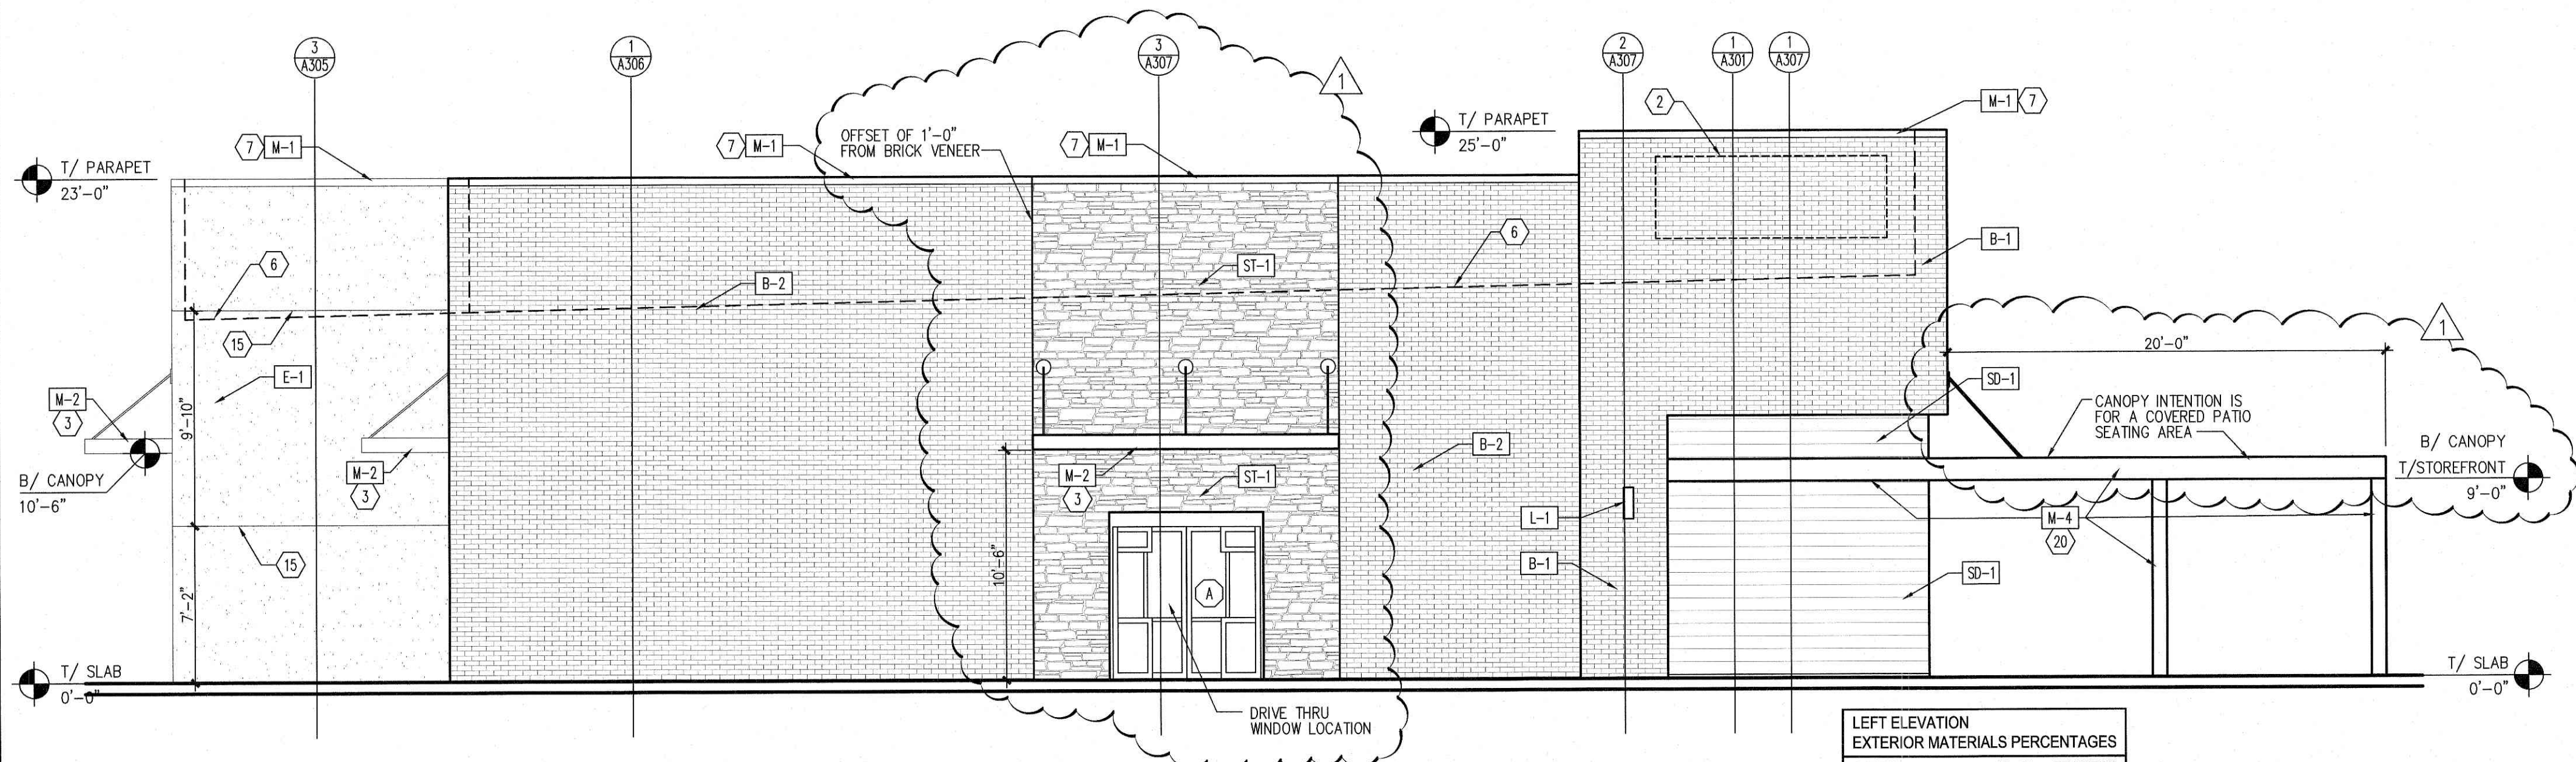 3
A305
1
A306
3
A307
2
A307
1
A301
1
A307
1
2
M-1
7
T/ PARAPET
25'-0"
OFFSET OF 1'-0"
FROM BRICK VENEER
7
M-1
7
M-1
7
M-1
T/ PARAPET
23'-0"
6
B-1
ST-1
6
B-2
1
15
20'-0"
E-1
SD-1
M-2
3
9'-10"
CANOPY INTENTION IS
FOR A COVERED PATIO
SEATING AREA
B-2
B/ CANOPY
T/STOREFRONT
9'-0"
B/ CANOPY
10'-6"
M-2
3
M-2
3
ST-1
L-1
M-4
20
15
10'-6"
B-1
SD-1
A
7'-2"
T/ SLAB
0'-0"
T/ SLAB
0'-0"
DRIVE THRU
WINDOW LOCATION
LEFT ELEVATION
EXTERIOR MATERIALS PERCENTAGES